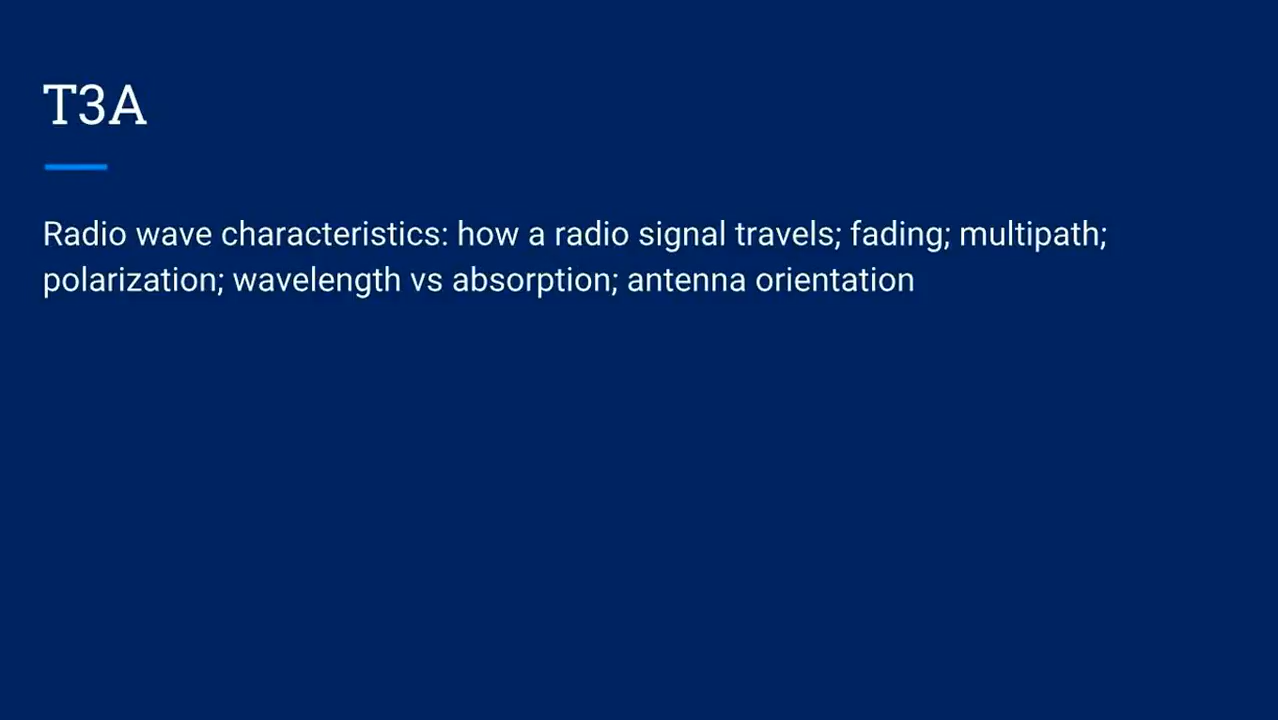 T3A
Radio wave characteristics: how a radio signal travels; fading; multipath;
polarization; wavelength vs absorption; antenna orientation